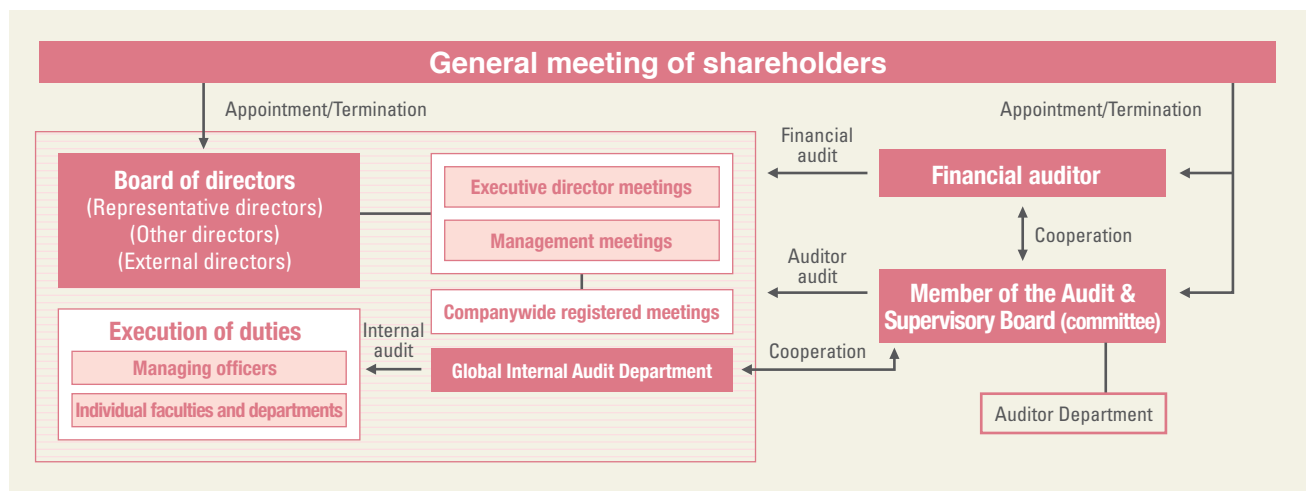 General meeting of shareholders
Appointment/Termination
Appointment/Termination
Board of directors
(Representative directors)
(Other directors)
(External directors)
Executive director meetings
Management meetings
Companywide registered meetings
Financial
audit
Financial auditor
Cooperation
Auditor
audit
Member of the Audit &
Supervisory Board (committee)
Execution of duties
Managing officers
Individual faculties and departments
Internal
audit
Global Internal Audit Department
Cooperation
Auditor Department